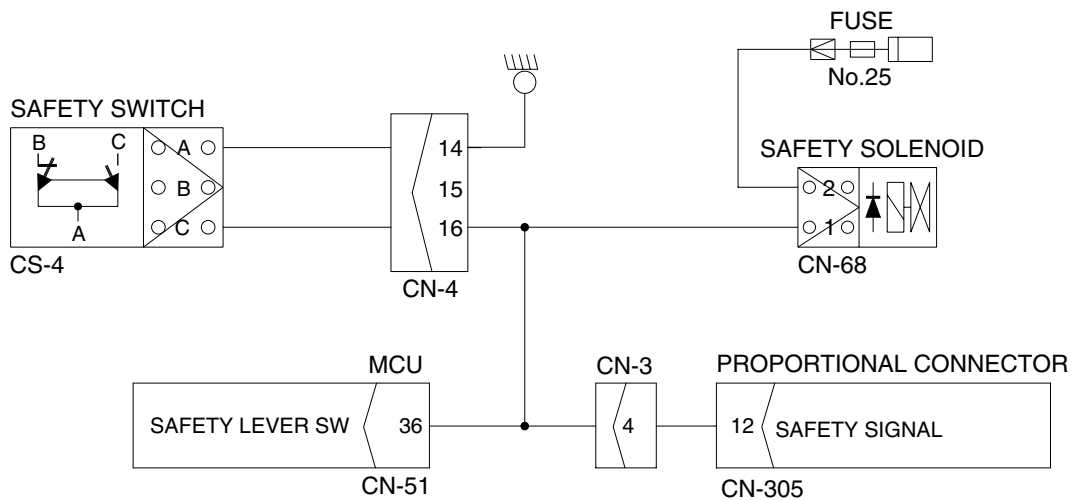 FUSE
No.25
SAFETY SWITCH
B C
A
A
B
C
CS-4
14
15
16
CN-4
SAFETY SOLENOID
2
1
CN-68
MCU
SAFETY LEVER SW 36
CN-51
CN-3
4
PROPORTIONAL CONNECTOR
12 SAFETY SIGNAL
CN-305